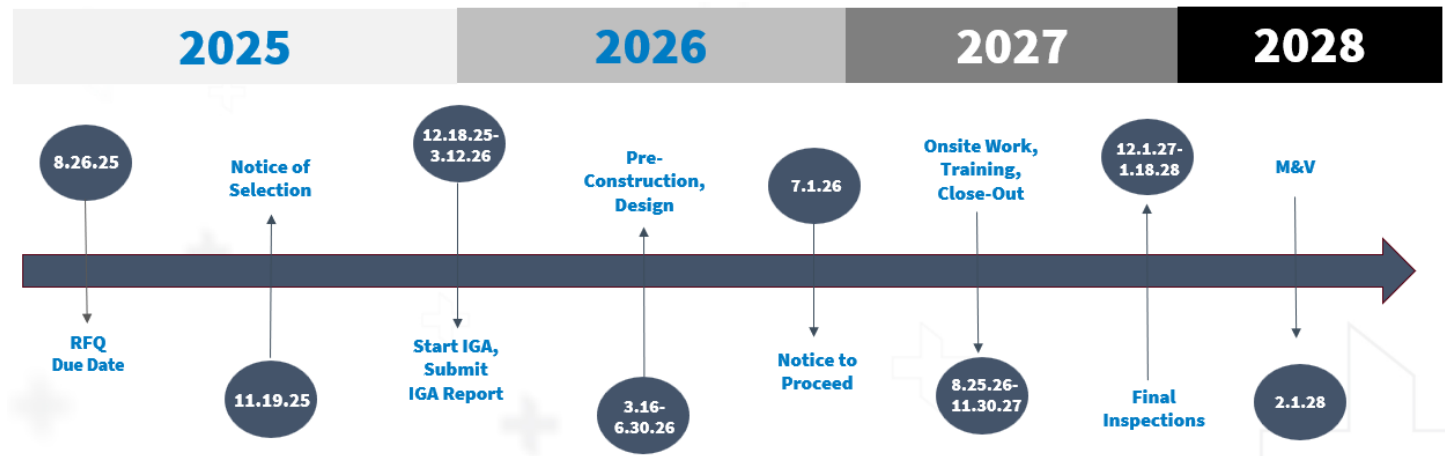 2025
2026
2027
2028
8.26.25
RFQ
Due Date
Notice of
Selection
11.19.25
12.18.25-
3.12.26
Start IGA,
Submit
IGA Report
Pre-
Construction,
Design
3.16-
6.30.26
7.1.26
Notice to
Proceed
Onsite Work,
Training,
Close-Out
8.25.26-
11.30.27
12.1.27-
1.18.28
Final
Inspections
M&V
2.1.28